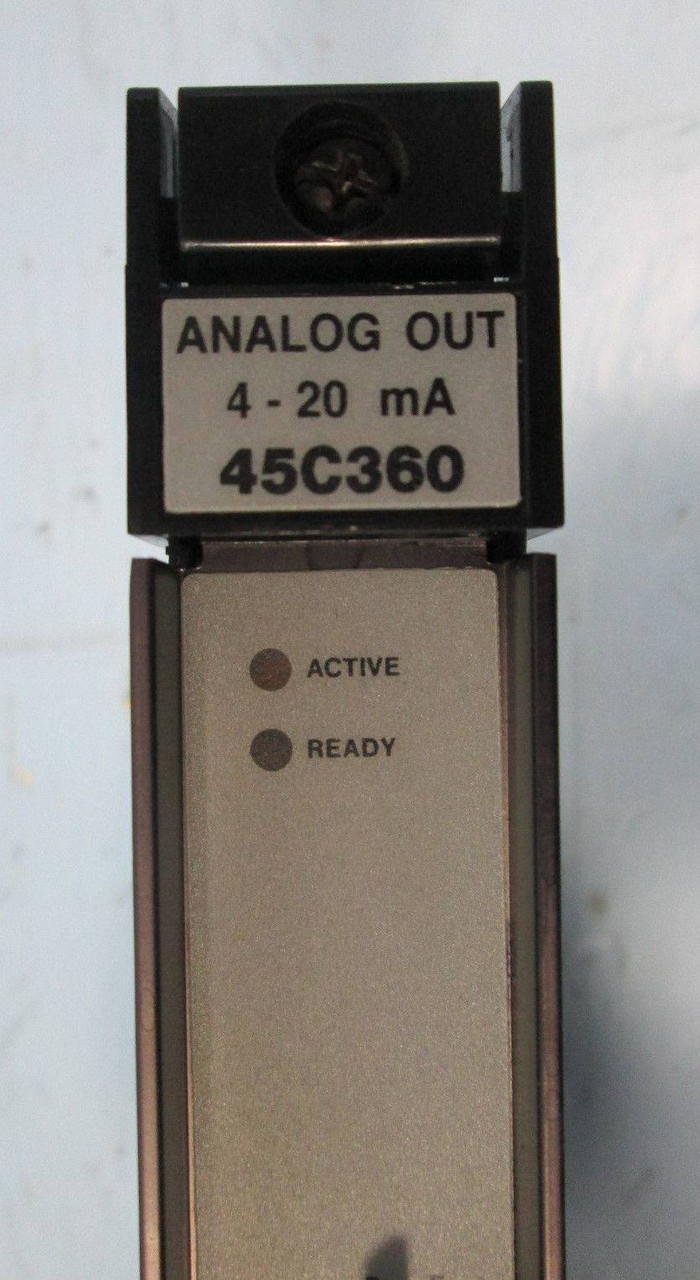 ANALOG OUT
4 - 20 mA
45C360
ACTIVE
READY